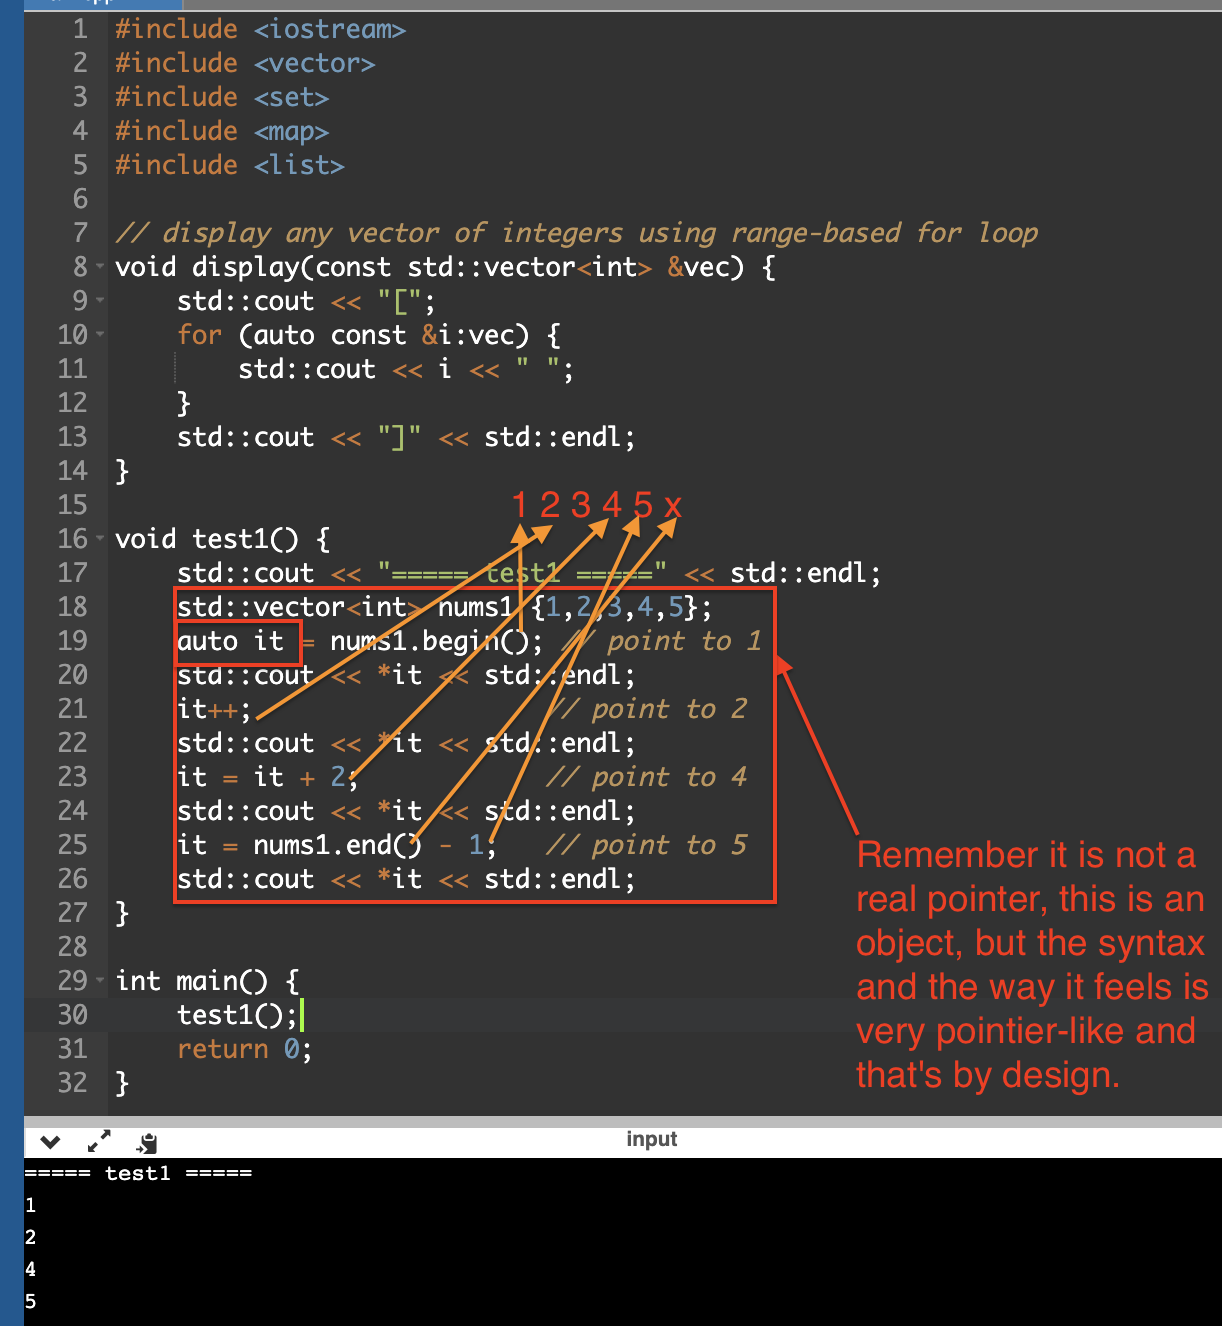 1 #include <iostream>
2 #include <vector>
3 #include <set>
4 #include <map>
5 #include <list>
6
7 // display any vector of integers using range-based for loop
8 void display(const std::vector<int> &vec) {
9     std::cout << "[";
10     for (auto const &i:vec) {
11         std::cout << i << " ";
12     }
13     std::cout << "]" << std::endl;
14 }
15
1 2 3 4 5 x
16 void test1() {
17     std::cout << "===== test1 =====" << std::endl;
18     std::vector<int> nums1 {1,2,3,4,5};
19     auto it = nums1.begin(); // point to 1
20     std::cout << *it << std::endl;
21     it++;                   // point to 2
22     std::cout << *it << std::endl;
23     it = it + 2;            // point to 4
24     std::cout << *it << std::endl;
25     it = nums1.end() - 1;   // point to 5
26     std::cout << *it << std::endl;
27 }
28
29 int main() {
30     test1();
31     return 0;
32 }
Remember it is not a
real pointer, this is an
object, but the syntax
and the way it feels is
very pointier-like and
that's by design.
input
===== test1 =====
1
2
4
5